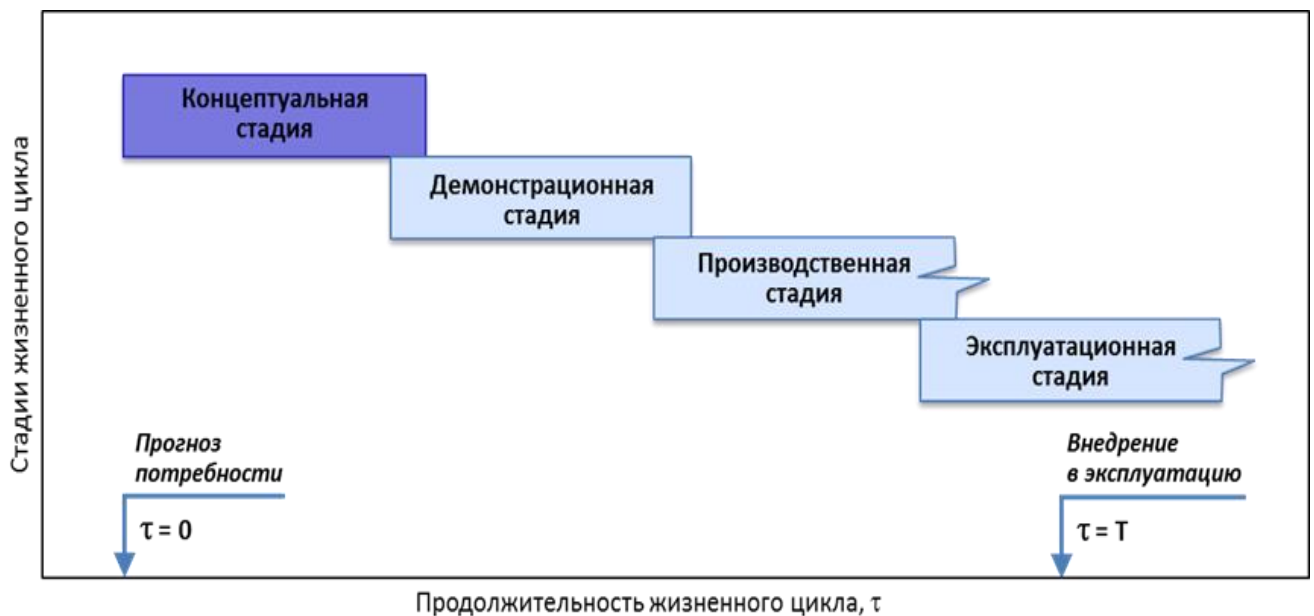 Стадии жизненного цикла
Концептуальная
стадия
Демонстрационная
стадия
Производственная
стадия
Эксплуатационная
стадия
Прогноз
потребности
τ = 0
Внедрение
в эксплуатацию
τ = T
Продолжительность жизненного цикла, τ